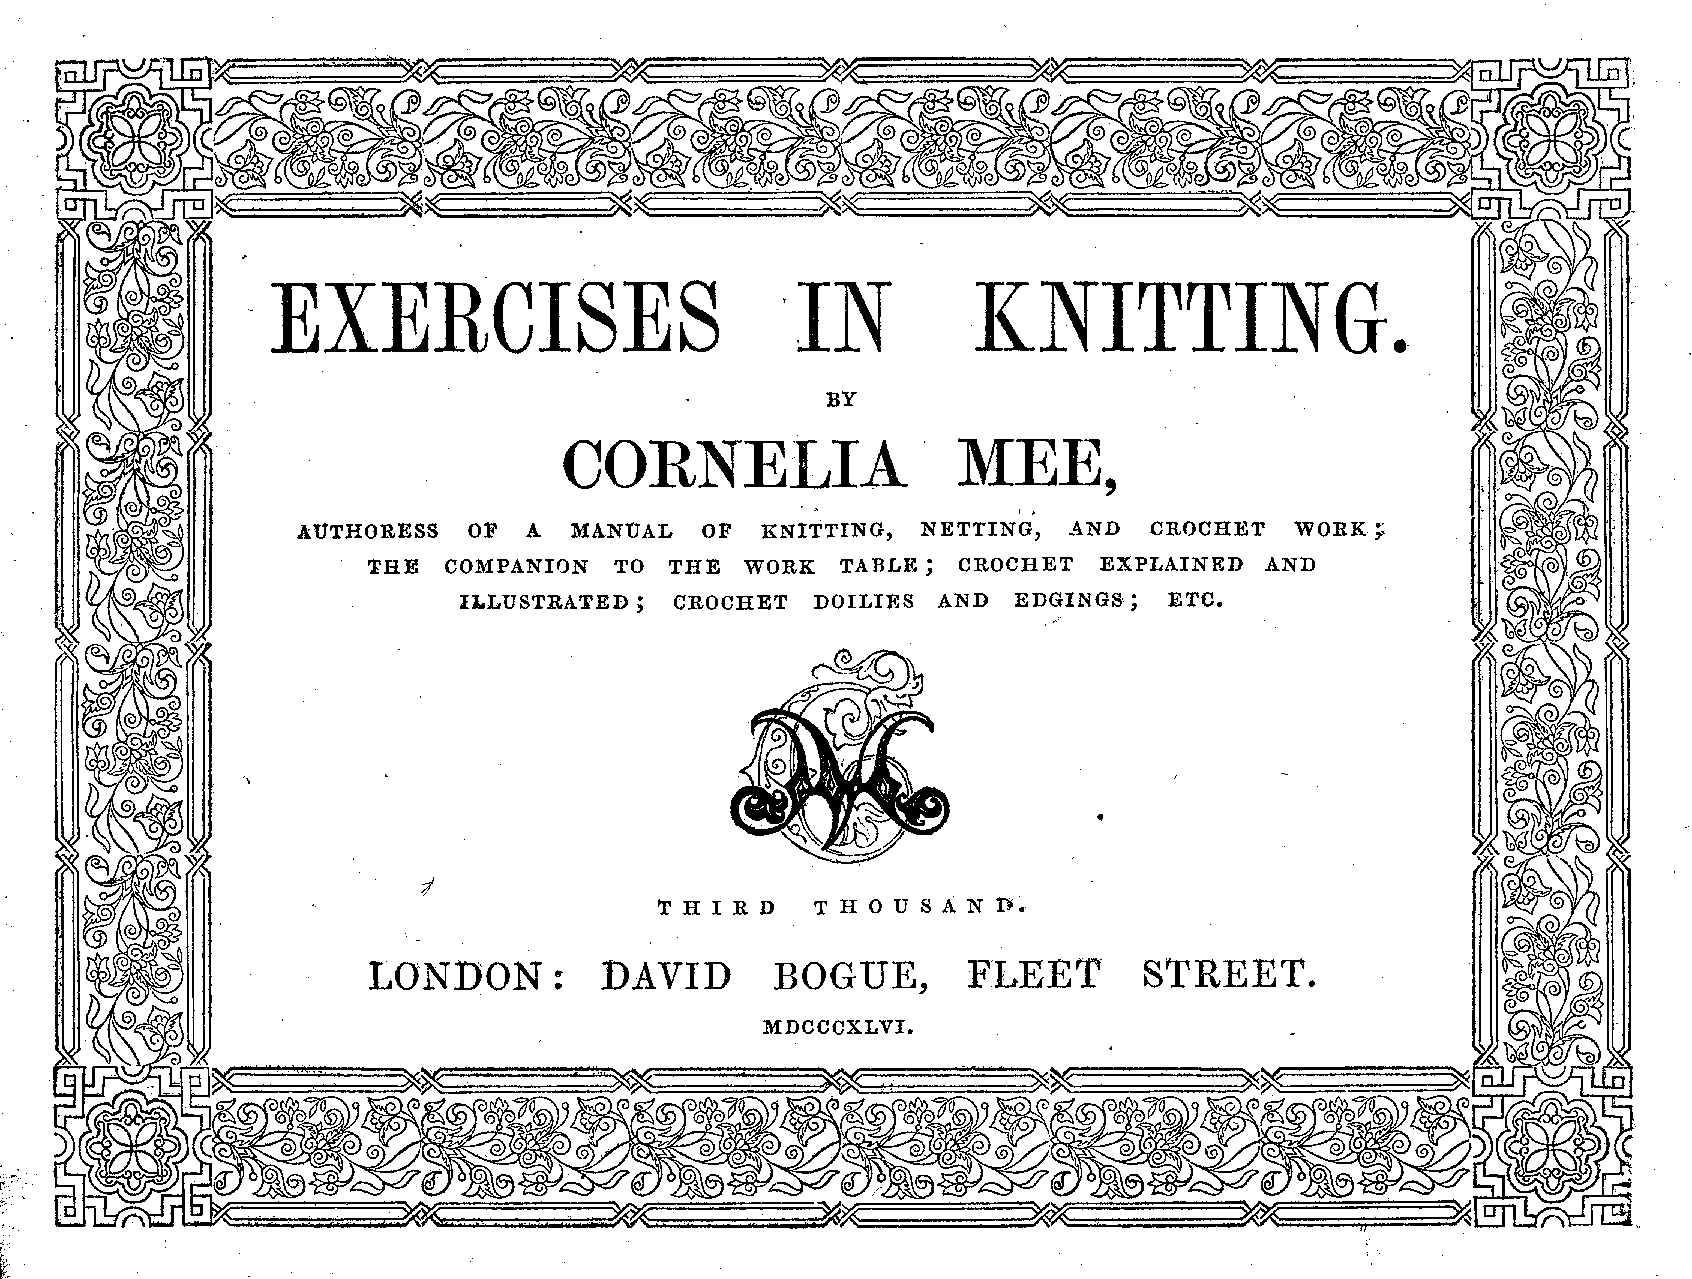 EXERCISES IN KNITTING.
BY
CORNELIA MEE,
AUTHORESS OF A MANUAL OF KNITTING, NETTING, AND CROCHET WORK;
THE COMPANION TO THE WORK TABLE; CROCHET EXPLAINED AND
ILLUSTRATED; CROCHET DOILIES AND EDGINGS; ETC.
CM
THIRD THOUSAND.
LONDON: DAVID BOGUE, FLEET STREET.
MDCCCXLVI.